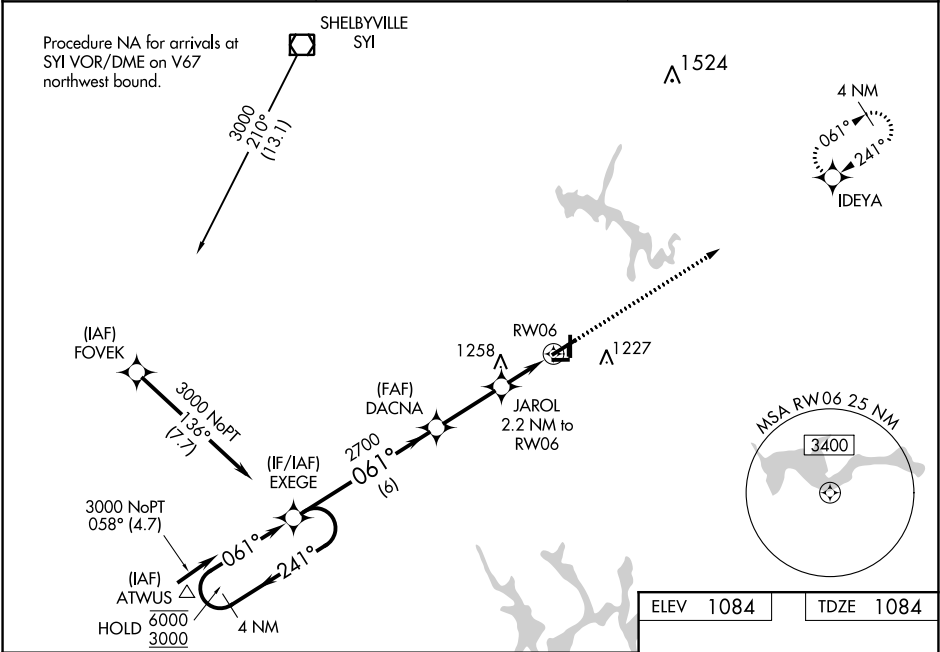 SHELBYVILLE
SYI
Procedure NA for arrivals at
SYI VOR/DME on V67
northwest bound.
1524
4 NM
061°
241°
IDEYA
3000
210°
(13.1)
(IAF)
FOVEK
3000 NoPT
136°
(7.7)
RW06
1258
1227
(FAF)
DACNA
JAROL
2.2 NM to
RW06
2700
061°
(6)
(IF/IAF)
EXEGE
3000 NoPT
058° (4.7)
061°
241°
(IAF)
ATWUS
HOLD
6000
3000
4 NM
MSA RW06 25 NM
3400
ELEV 1084
TDZE 1084